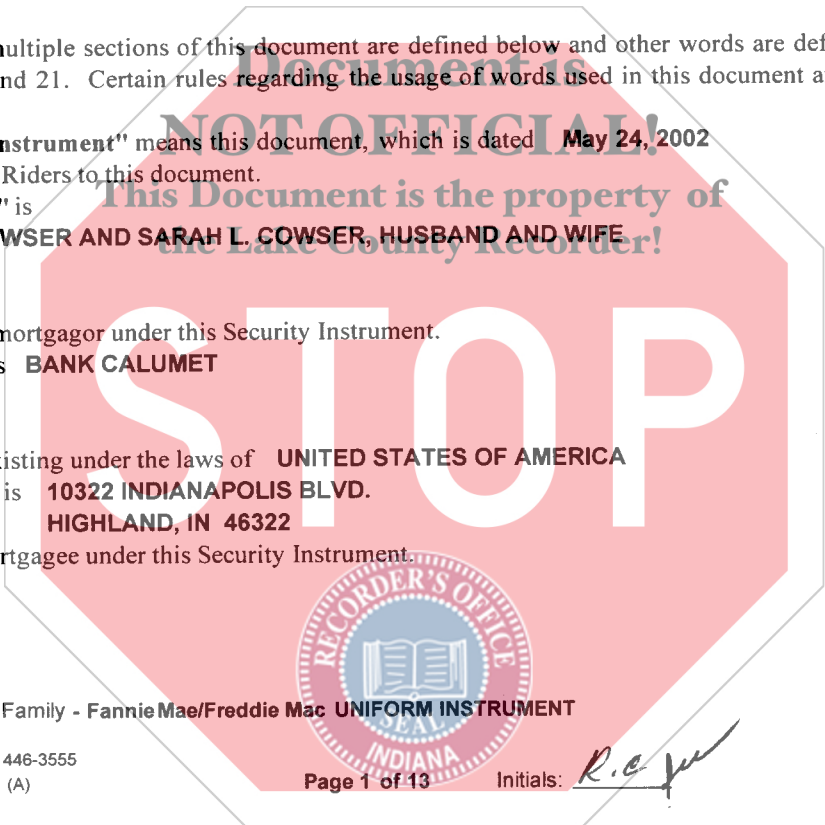 multiple sections of this document are defined below and other words are def
nd 21. Certain rules regarding the usage of words used in this document a
Document is
nstrument" means this document, which is dated May 24, 2002
NOT OFFICIAL!
Riders to this document.
This Document is the property of
" is
WSER AND SARAH L. COWSER, HUSBAND AND WIFE
the Lake County Recorder!
mortgagor under this Security Instrument.
s BANK CALUMET
STOP
xisting under the laws of UNITED STATES OF AMERICA
is 10322 INDIANAPOLIS BLVD.
HIGHLAND, IN 46322
rtgagee under this Security Instrument.
RECORDER'S OFFICE
Family - Fannie Mae/Freddie Mac UNIFORM INSTRUMENT
SEAL
INDIANA
446-3555
(A)
Page 1 of 13 Initials: R.C.